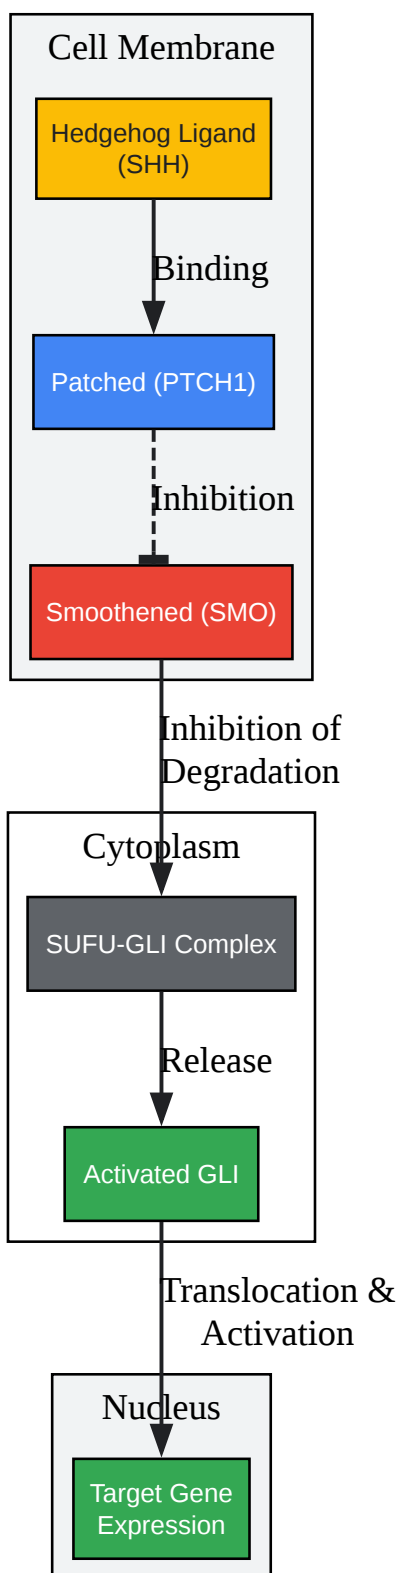 Cell Membrane
Hedgehog Ligand
(SHH)
Binding
Patched (PTCH1)
Inhibition
Smoothened (SMO)
Inhibition of
Degradation
Cytoplasm
SUFU-GLI Complex
Release
Activated GLI
Translocation &
Activation
Nucleus
Target Gene
Expression